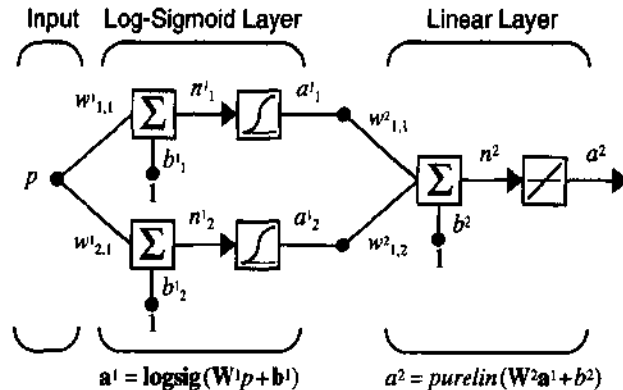 Input Log-Sigmoid Layer Linear Layer
w¹₁,₁ n¹₁ a¹₁ w²₁,₃
Σ
b¹₁
1
p Σ n² a²
b²
1
w¹₂,₁ n¹₂ a¹₂ w²₁,₂
Σ
b¹₂
1
a¹ = logsig (W¹p + b¹) a² = purelin (W²a¹ + b²)